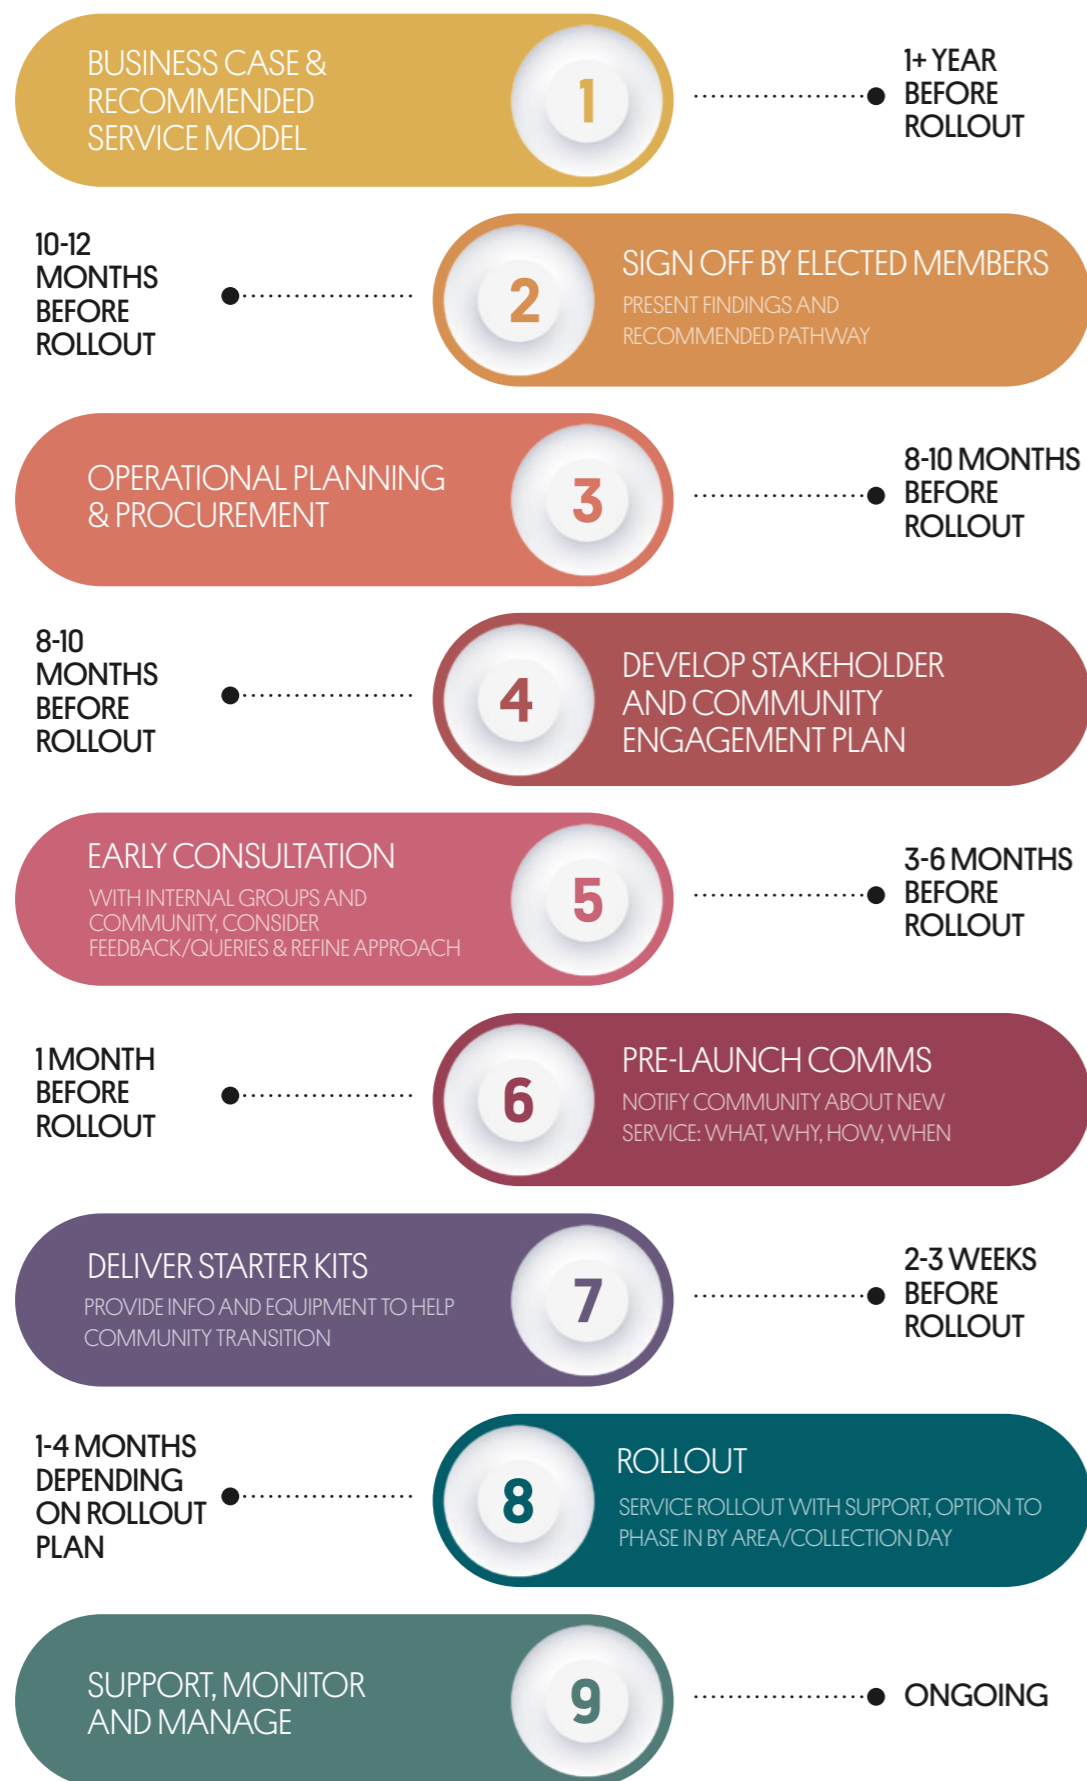 BUSINESS CASE &
RECOMMENDED
SERVICE MODEL
1
1+ YEAR
BEFORE
ROLLOUT
10-12
MONTHS
BEFORE
ROLLOUT
2
SIGN OFF BY ELECTED MEMBERS
PRESENT FINDINGS AND
RECOMMENDED PATHWAY
OPERATIONAL PLANNING
& PROCUREMENT
3
8-10 MONTHS
BEFORE
ROLLOUT
8-10
MONTHS
BEFORE
ROLLOUT
4
DEVELOP STAKEHOLDER
AND COMMUNITY
ENGAGEMENT PLAN
EARLY CONSULTATION
WITH INTERNAL GROUPS AND
COMMUNITY, CONSIDER
FEEDBACK/QUERIES & REFINE APPROACH
5
3-6 MONTHS
BEFORE
ROLLOUT
1 MONTH
BEFORE
ROLLOUT
6
PRE-LAUNCH COMMS
NOTIFY COMMUNITY ABOUT NEW
SERVICE: WHAT, WHY, HOW, WHEN
DELIVER STARTER KITS
PROVIDE INFO AND EQUIPMENT TO HELP
COMMUNITY TRANSITION
7
2-3 WEEKS
BEFORE
ROLLOUT
1-4 MONTHS
DEPENDING
ON ROLLOUT
PLAN
8
ROLLOUT
SERVICE ROLLOUT WITH SUPPORT, OPTION TO
PHASE IN BY AREA/COLLECTION DAY
SUPPORT, MONITOR
AND MANAGE
9
ONGOING